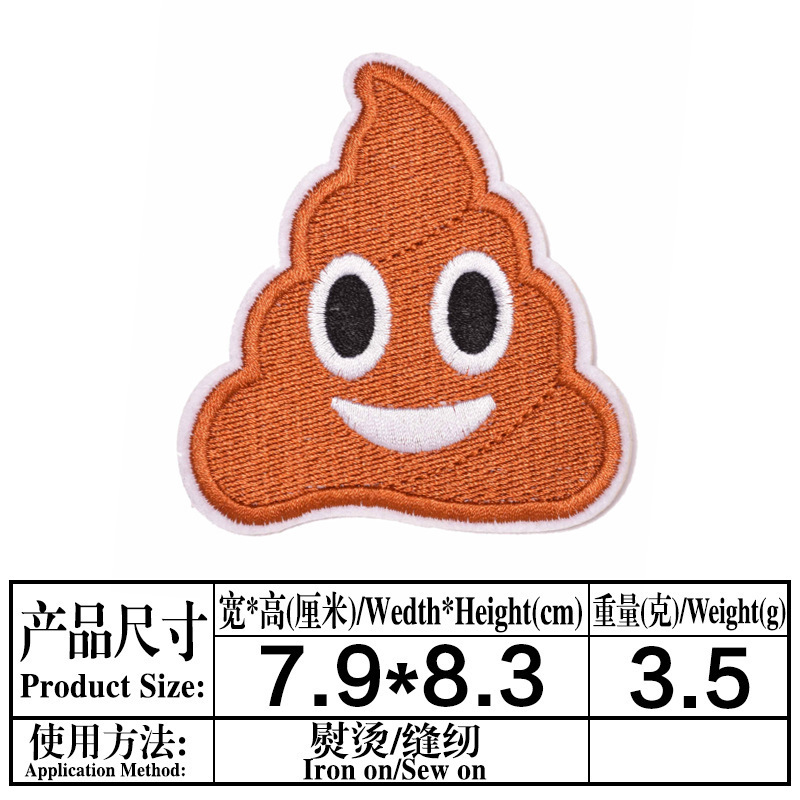 产品尺寸
Product Size:
宽*高(厘米)/Wedth*Height(cm)
重量(克)/Weight(g)
7.9*8.3
3.5
使用方法:
Application Method:
熨烫/缝纫
Iron on/Sew on